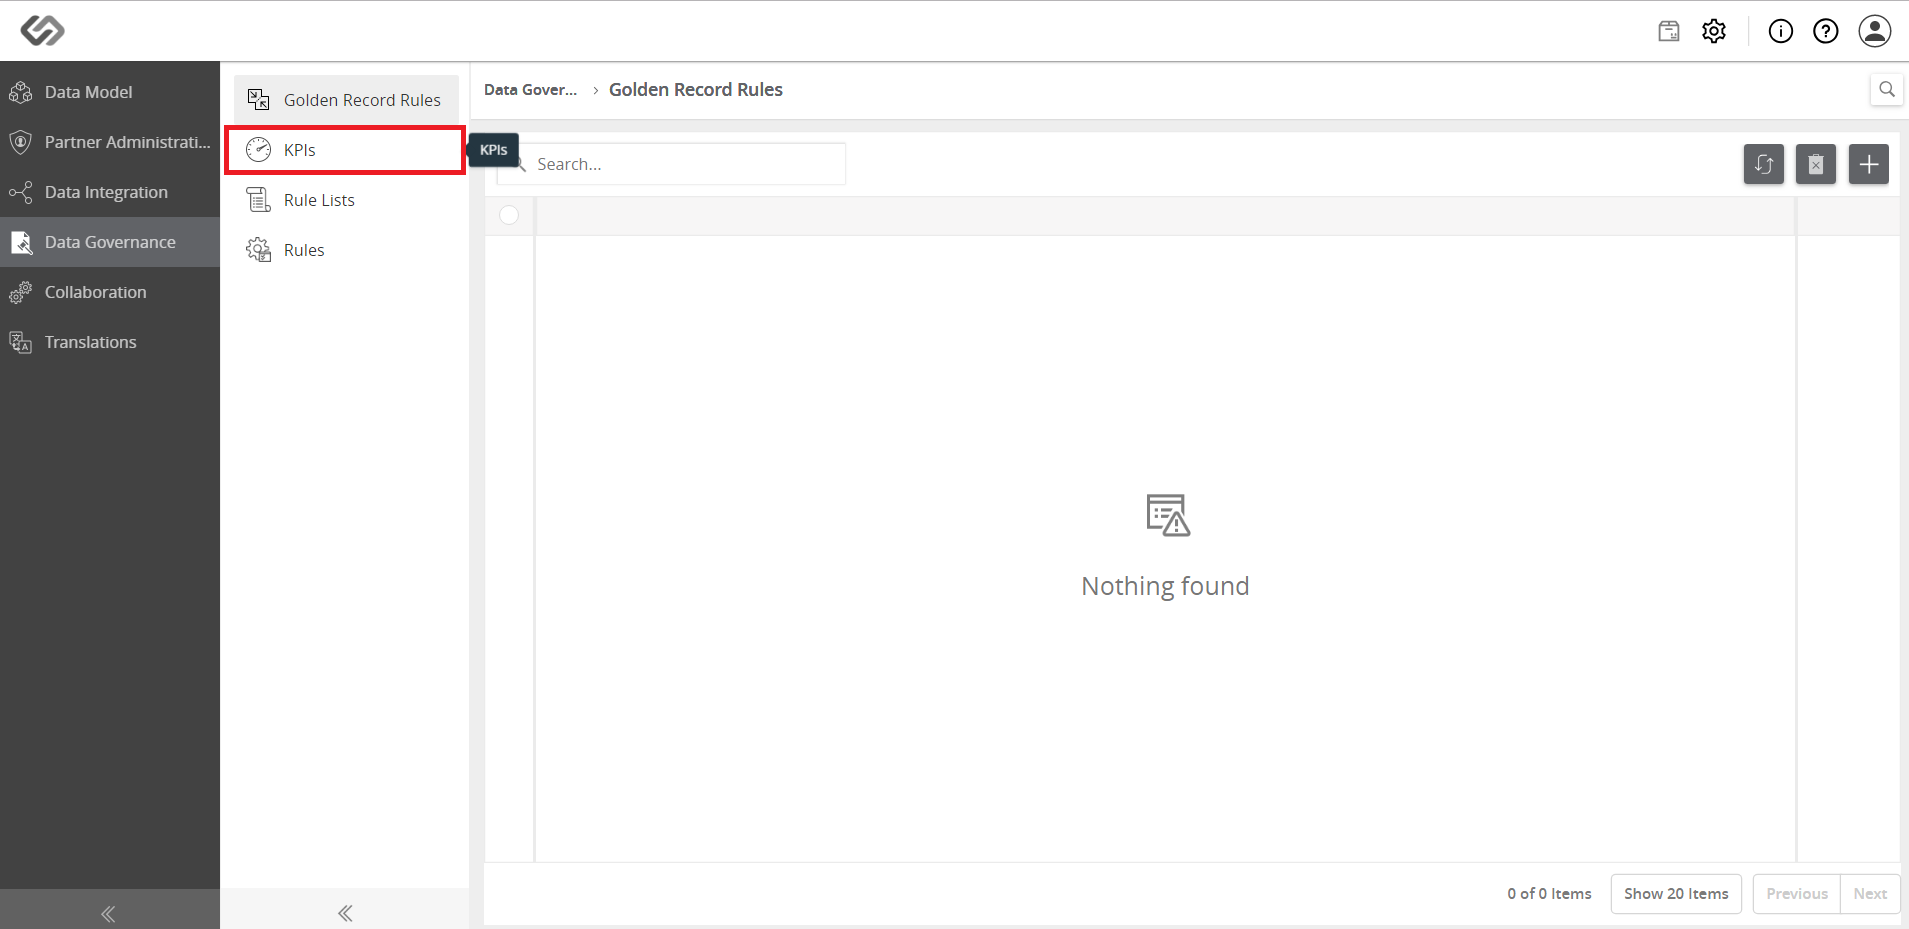 Data Model
Partner Administrati...
Data Integration
Data Governance
Collaboration
Translations
Golden Record Rules
KPIs
Rule Lists
Rules
KPIs
Data Gover... › Golden Record Rules
Search...
Nothing found
0 of 0 Items
Show 20 Items
Previous
Next